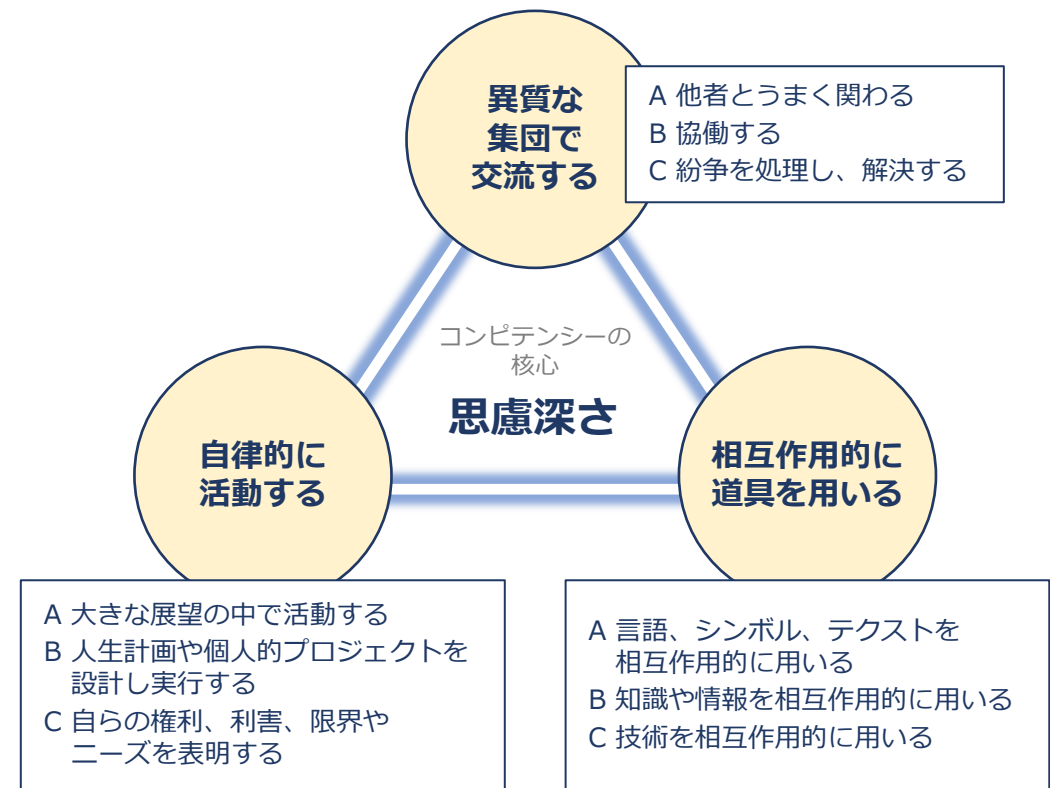 異質な
集団で
交流する
A 他者とうまく関わる
B 協働する
C 紛争を処理し、解決する
コンピテンシーの
核心
思慮深さ
自律的に
活動する
相互作用的に
道具を用いる
A 大きな展望の中で活動する
B 人生計画や個人的プロジェクトを
設計し実行する
C 自らの権利、利害、限界や
ニーズを表明する
A 言語、シンボル、テクストを
相互作用的に用いる
B 知識や情報を相互作用的に用いる
C 技術を相互作用的に用いる